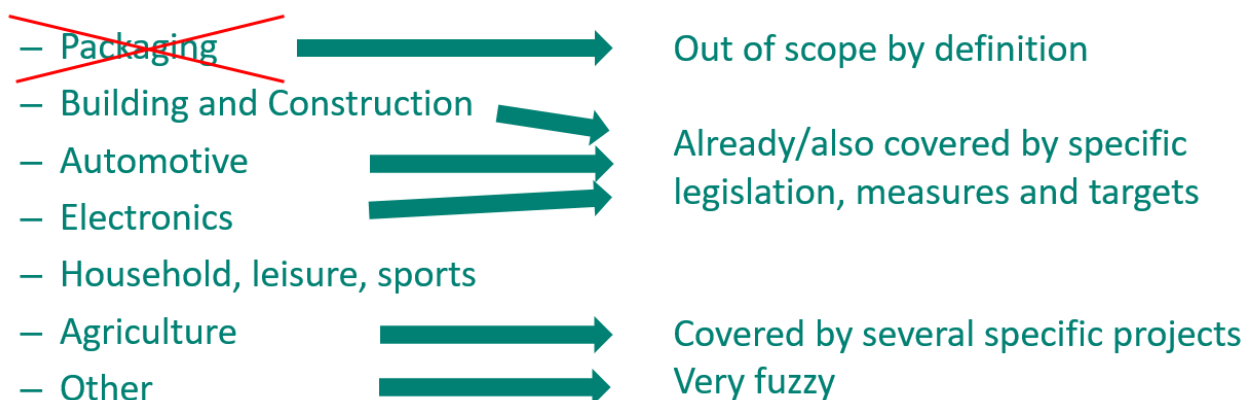 – Packaging
Out of scope by definition
– Building and Construction
– Automotive
– Electronics
Already/also covered by specific
legislation, measures and targets
– Household, leisure, sports
– Agriculture
Covered by several specific projects
– Other
Very fuzzy